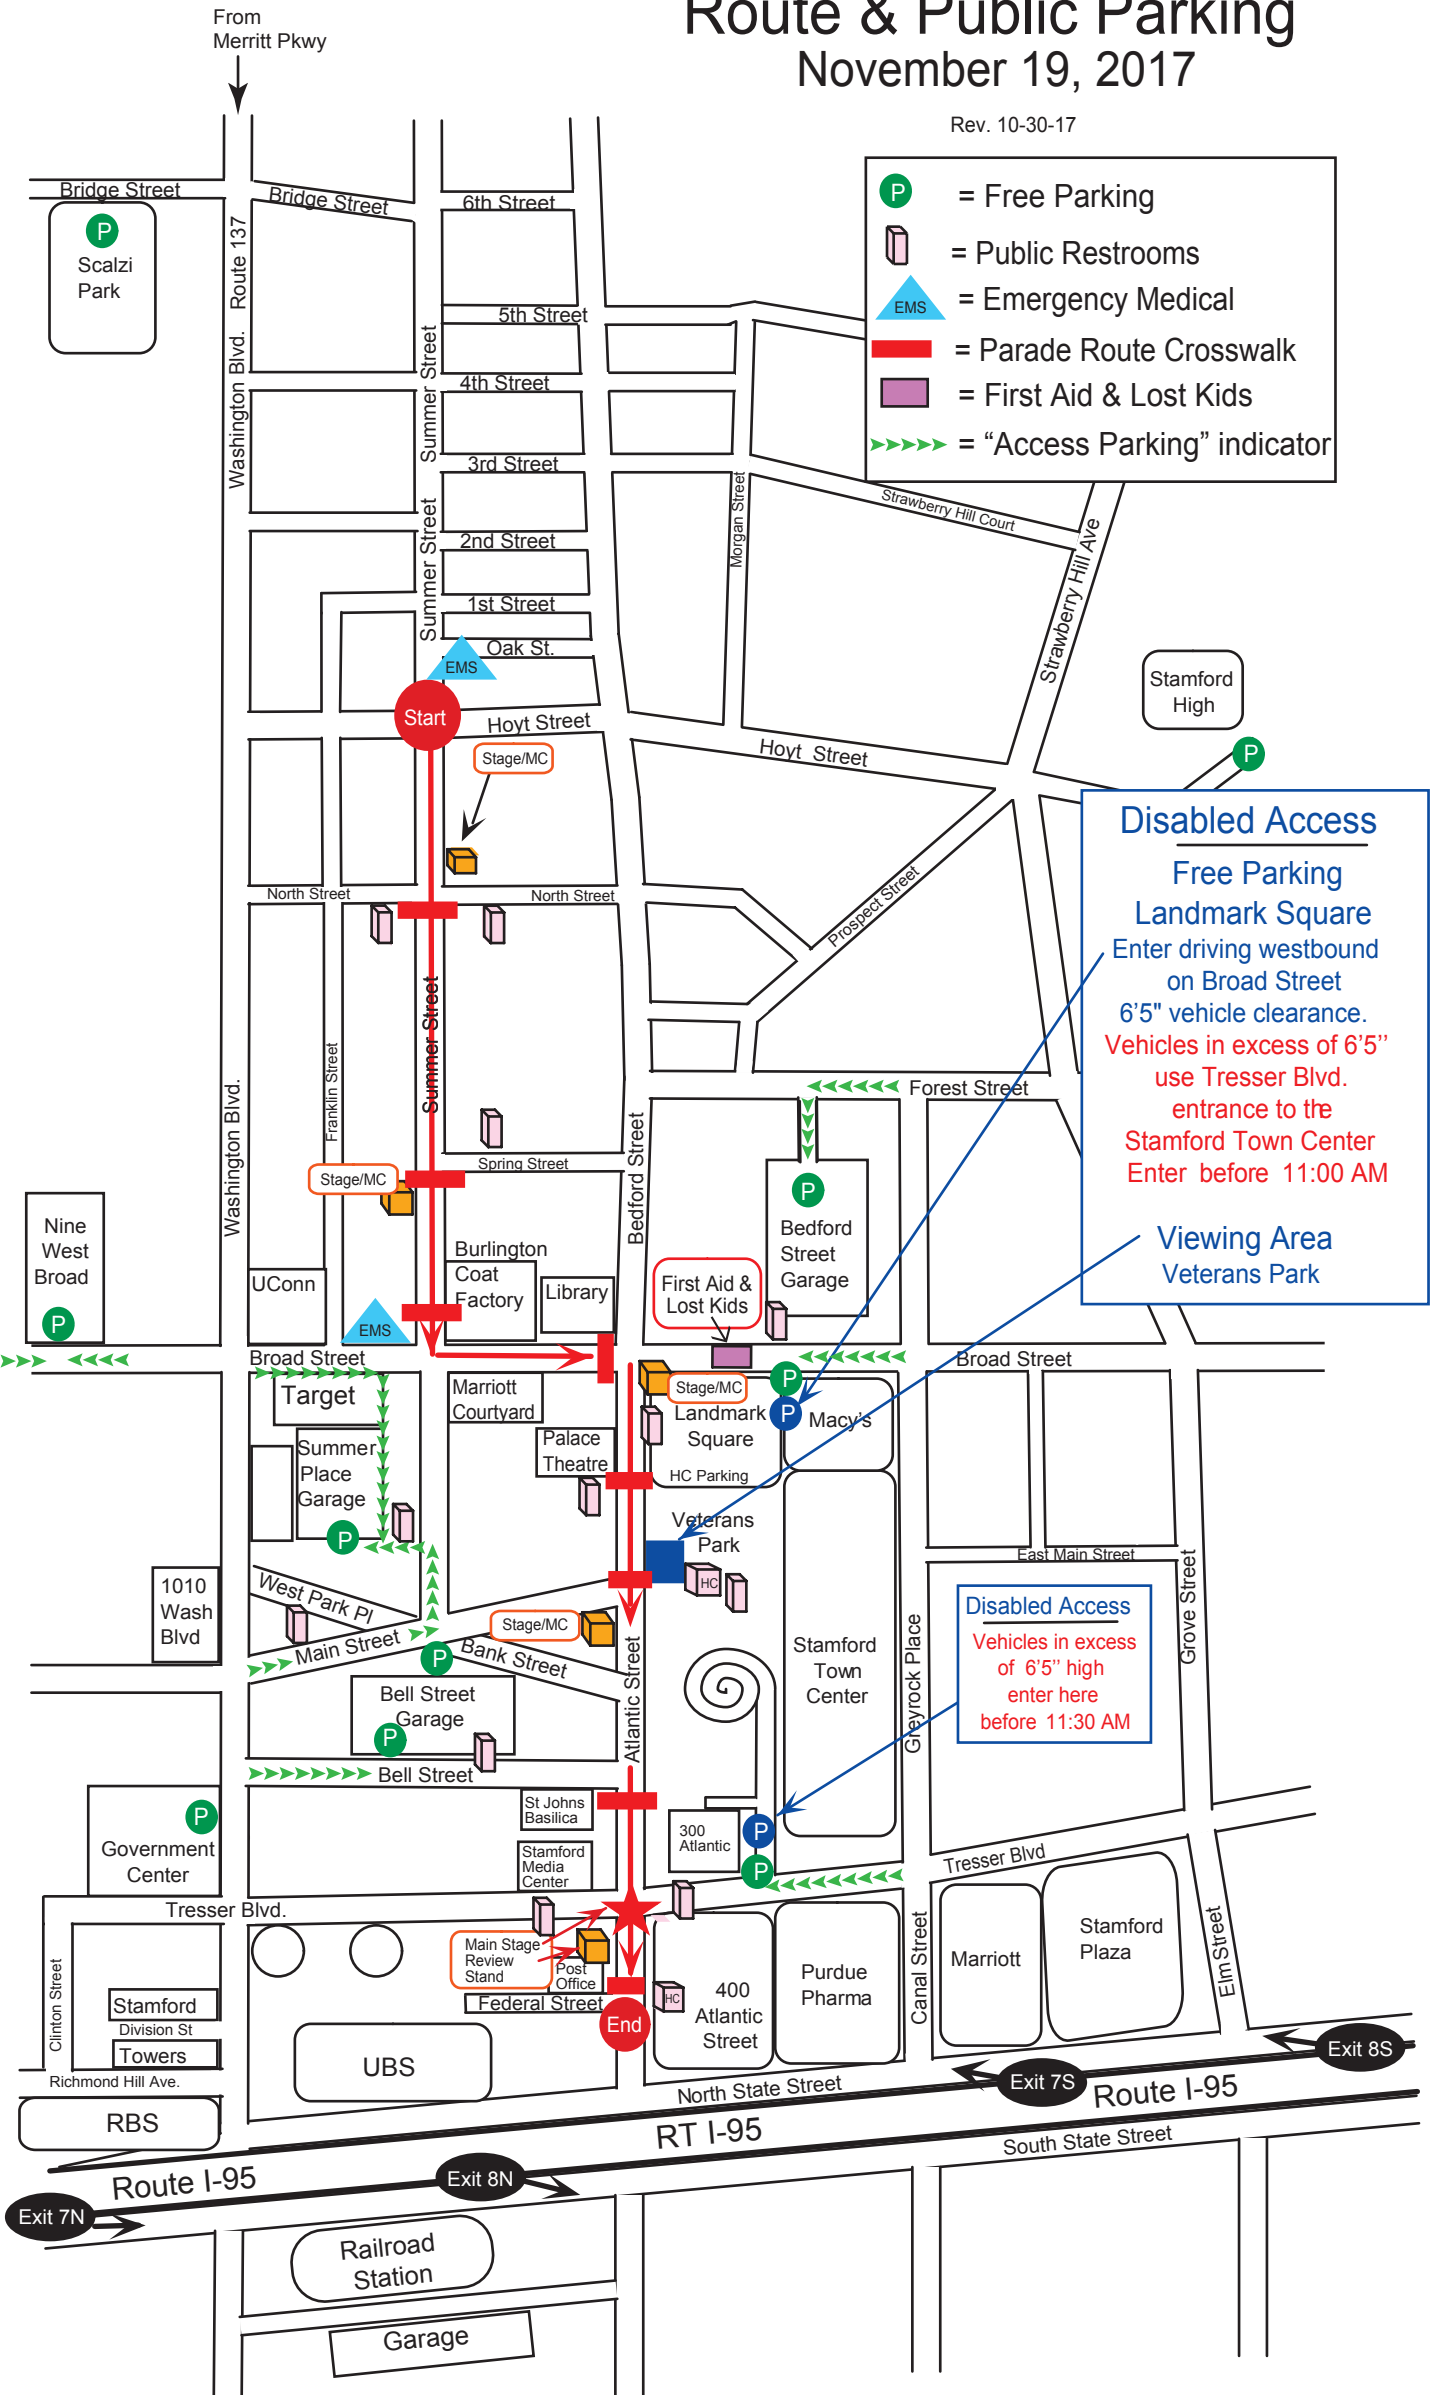 Route & Public Parking
November 19, 2017
Rev. 10-30-17
From
Merritt Pkwy
P
= Free Parking
= Public Restrooms
EMS
= Emergency Medical
= Parade Route Crosswalk
= First Aid & Lost Kids
= “Access Parking” indicator
Bridge Street
Bridge Street
6th Street
P
Scalzi
Park
Washington Blvd.
Route 137
5th Street
Summer Street
4th Street
3rd Street
Morgan Street
Strawberry Hill Court
Summer Street
2nd Street
Strawberry Hill Ave
1st Street
Oak St.
EMS
Stamford
High
P
Start
Hoyt Street
Hoyt Street
Stage/MC
Disabled Access
Free Parking
Landmark Square
Enter driving westbound
on Broad Street
6’5" vehicle clearance.
Vehicles in excess of 6’5’’
use Tresser Blvd.
entrance to the
Stamford Town Center
Enter before 11:00 AM
Viewing Area
Veterans Park
North Street
North Street
Prospect Street
Summer Street
Franklin Street
Washington Blvd.
Forest Street
Spring Street
Bedford Street
Stage/MC
P
Bedford
Street
Garage
Nine
West
Broad
P
UConn
Burlington
Coat
Factory
Library
First Aid &
Lost Kids
EMS
Broad Street
Broad Street
Target
Marriott
Courtyard
Stage/MC
P
P
Landmark
Square
Macy's
Summer
Place
Garage
P
Palace
Theatre
HC Parking
Veterans
Park
HC
East Main Street
1010
Wash
Blvd
West Park Pl
Main Street
Stage/MC
Bank Street
P
Bell Street
Garage
P
Atlantic Street
Stamford
Town
Center
Greyrock Place
Grove Street
Disabled Access
Vehicles in excess
of 6’5’’ high
enter here
before 11:30 AM
Bell Street
P
Government
Center
St Johns
Basilica
300
Atlantic
P
P
Stamford
Media
Center
Tresser Blvd
Tresser Blvd.
Main Stage
Review
Stand
Post
Office
Federal Street
End
HC
400
Atlantic
Street
Purdue
Pharma
Canal Street
Marriott
Stamford
Plaza
Elm Street
Clinton Street
Stamford
Division St
Towers
Richmond Hill Ave.
RBS
UBS
North State Street
Exit 7S
Exit 8S
Route I-95
RT I-95
South State Street
Route I-95
Exit 8N
Exit 7N
Railroad
Station
Garage